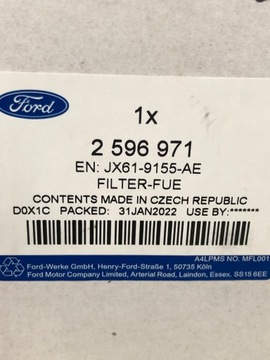 Ford
1x
2 596 971
EN: JX61-9155-AE
FILTER-FUE
CONTENTS MADE IN CZECH REPUBLIC
D0X1C PACKED: 31JAN2022 USE BY:*******
A4LPMS NO. MFL001
Ford-Werke GmbH, Henry-Ford-Straße 1, 50735 Köln
Ford Motor Company Limited, Arterial Road, Laindon, Essex. SS15 6EE